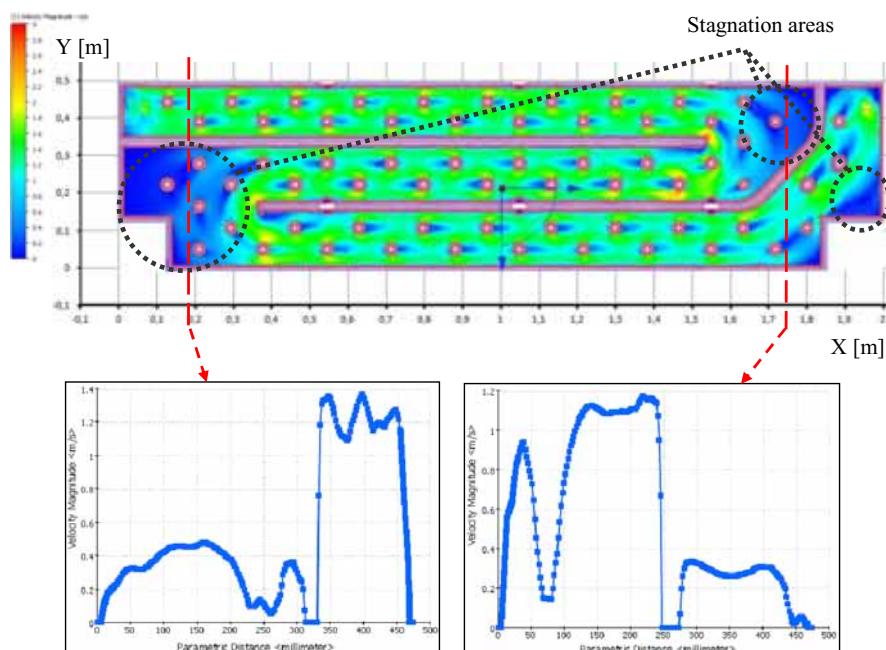 Velocity Magnitude
Stagnation areas
Y [m]
3
0
0,5
0,4
0,3
0,2
0,1
0
-0,1
-0,1 0 0,1 0,2 0,3 0,4 0,5 0,6 0,7 0,8 0,9 1 1,1 1,2 1,3 1,4 1,5 1,6 1,7 1,8 1,9 2
X [m]
Velocity Magnitude <m/s>
1.4
1.2
1
0.8
0.6
0.4
0.2
0
0 50 100 150 200 250 300 350 400 450 500
Parametric Distance <millimeter>
Velocity Magnitude <m/s>
1.2
1
0.8
0.6
0.4
0.2
0
0 50 100 150 200 250 300 350 400 450 500
Parametric Distance <millimeter>